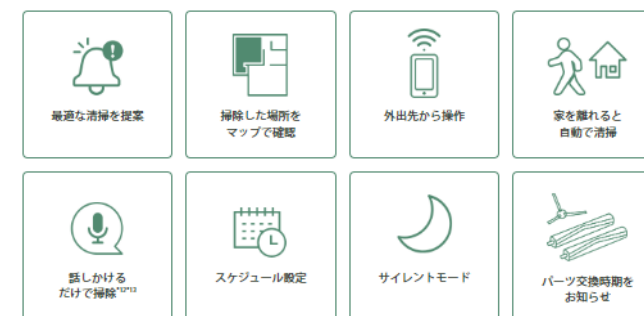 最適な清掃を提案
掃除した場所を
マップで確認
外出先から操作
家を離れると
自動で清掃
話しかける
だけで掃除*12*13
スケジュール設定
サイレントモード
パーツ交換時期を
お知らせ